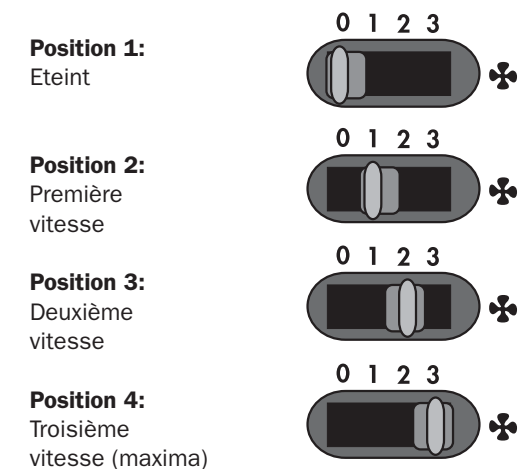 0 1 2 3
Position 1:
Eteint
0 1 2 3
Position 2:
Première
vitesse
0 1 2 3
Position 3:
Deuxième
vitesse
0 1 2 3
Position 4:
Troisième
vitesse (maxima)